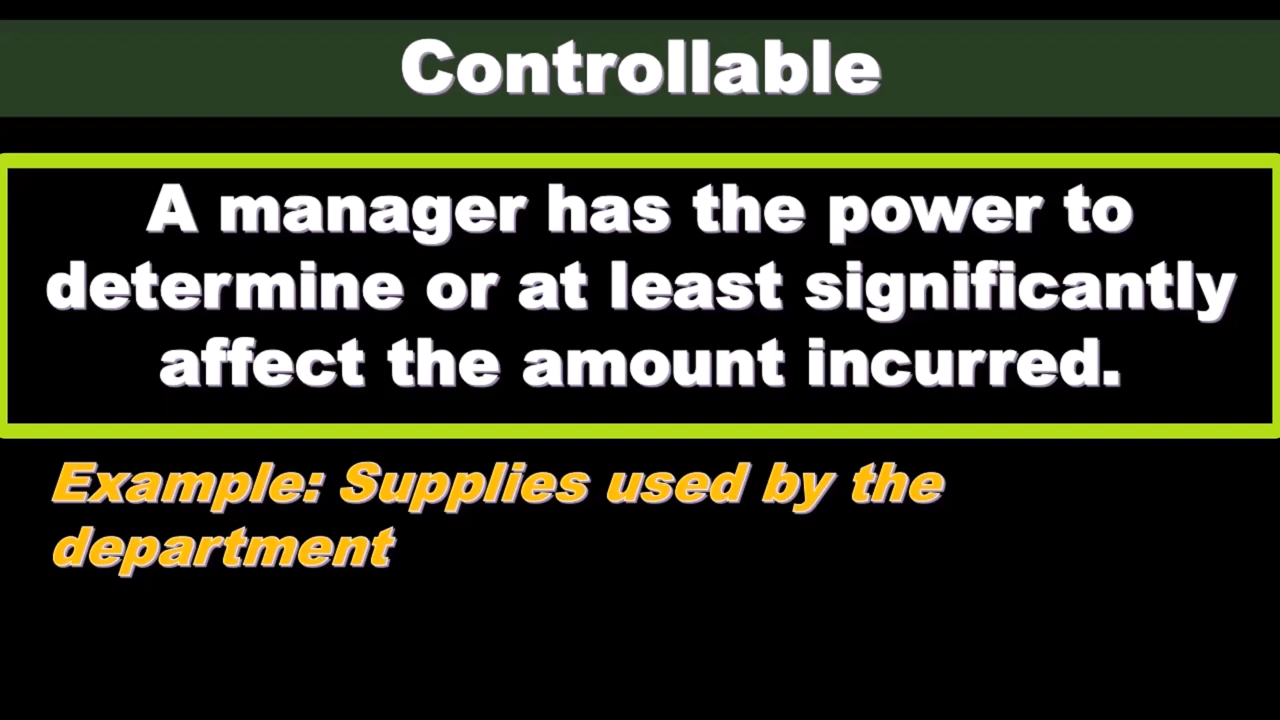 Controllable
A manager has the power to
determine or at least significantly
affect the amount incurred.
Example: Supplies used by the
department